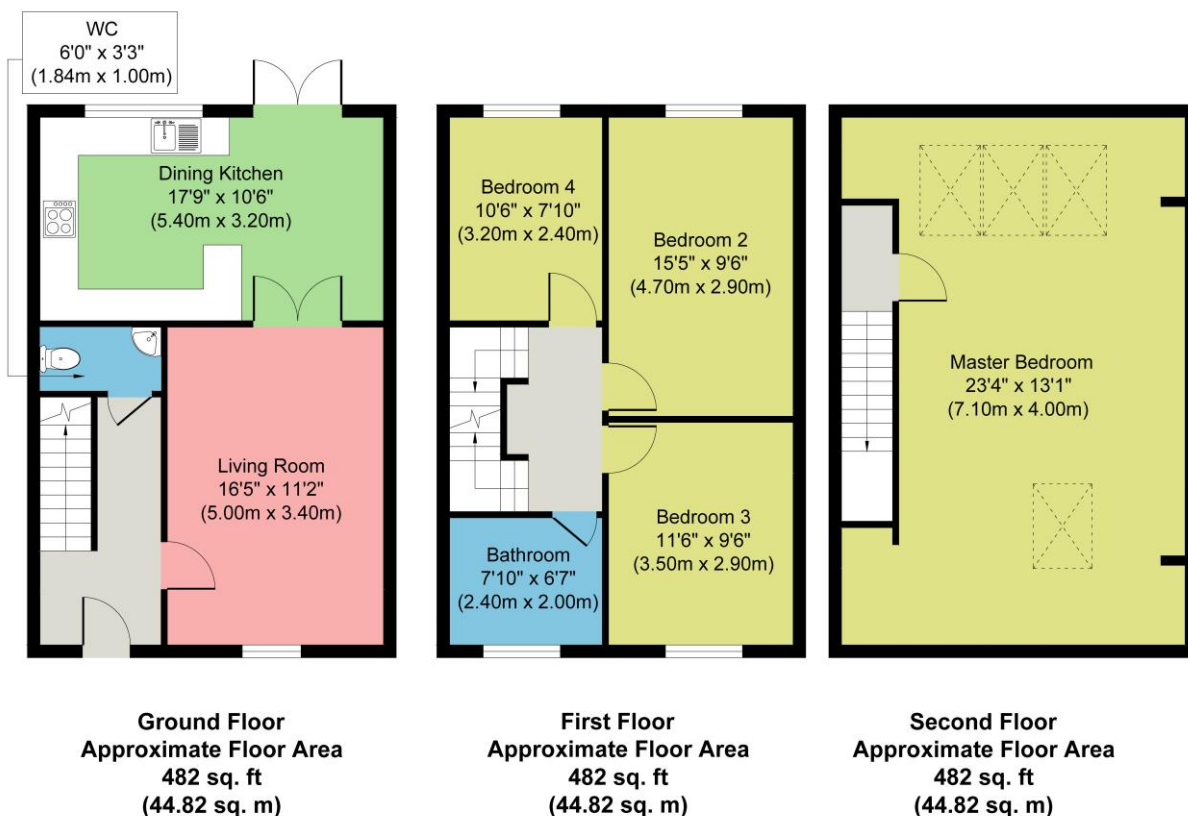 WC
6'0" x 3'3"
(1.84m x 1.00m)
Dining Kitchen
17'9" x 10'6"
(5.40m x 3.20m)
Living Room
16'5" x 11'2"
(5.00m x 3.40m)
Bedroom 4
10'6" x 7'10"
(3.20m x 2.40m)
Bedroom 2
15'5" x 9'6"
(4.70m x 2.90m)
Bathroom
7'10" x 6'7"
(2.40m x 2.00m)
Bedroom 3
11'6" x 9'6"
(3.50m x 2.90m)
Master Bedroom
23'4" x 13'1"
(7.10m x 4.00m)
Ground Floor
Approximate Floor Area
482 sq. ft
(44.82 sq. m)
First Floor
Approximate Floor Area
482 sq. ft
(44.82 sq. m)
Second Floor
Approximate Floor Area
482 sq. ft
(44.82 sq. m)